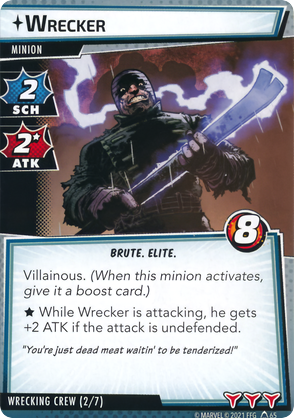 WRECKER
MINION
2
SCH
2★
ATK
8
BRUTE. ELITE.
Villainous. (When this minion activates,
give it a boost card.)
★ While Wrecker is attacking, he gets
+2 ATK if the attack is undefended.
"You're just dead meat waitin' to be tenderized!"
WRECKING CREW (2/7)
© MARVEL © 2021 FFG 65